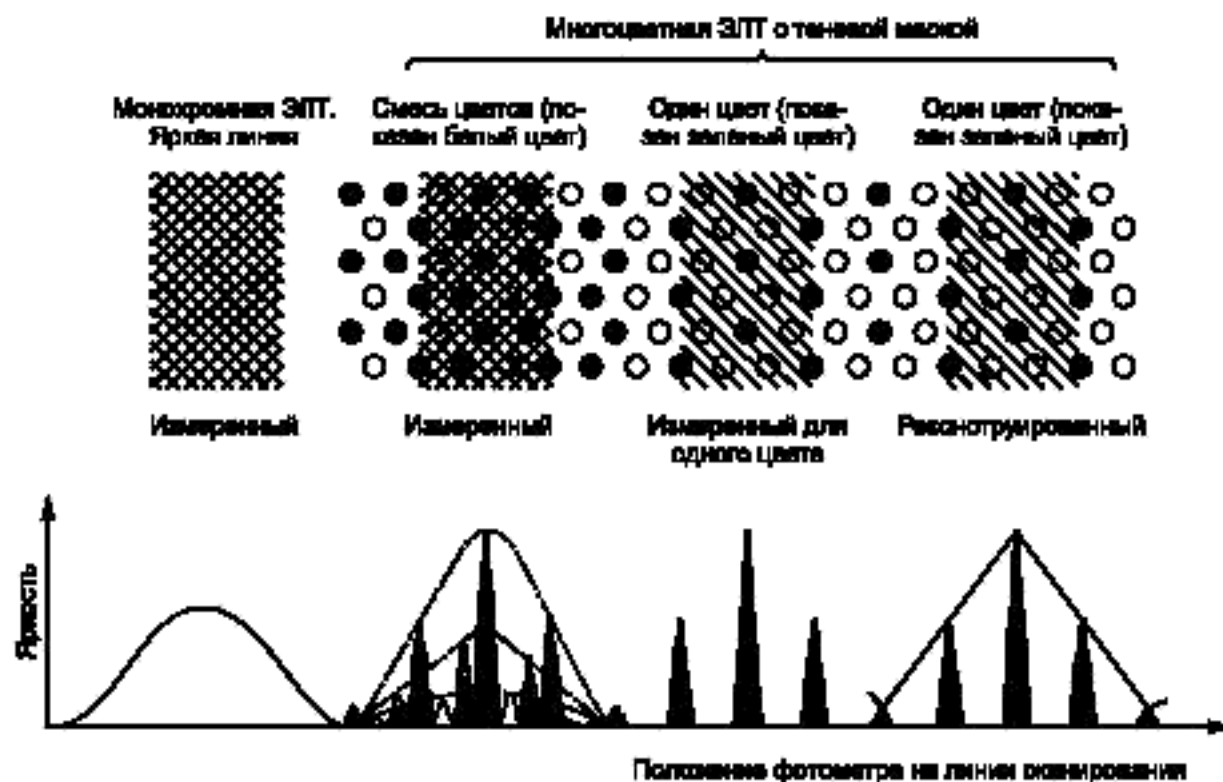 Многоцветная ЭЛТ с теневой маской
Монохромная ЭЛТ.
Яркая линия
Смесь цветов (по-
казан белый цвет)
Один цвет (пока-
зан зеленый цвет)
Один цвет (пока-
зан зеленый цвет)
Измеренный
Измеренный
Измеренный для
одного цвета
Реконструированный
Яркость
Положение фотометра на линии сканирования